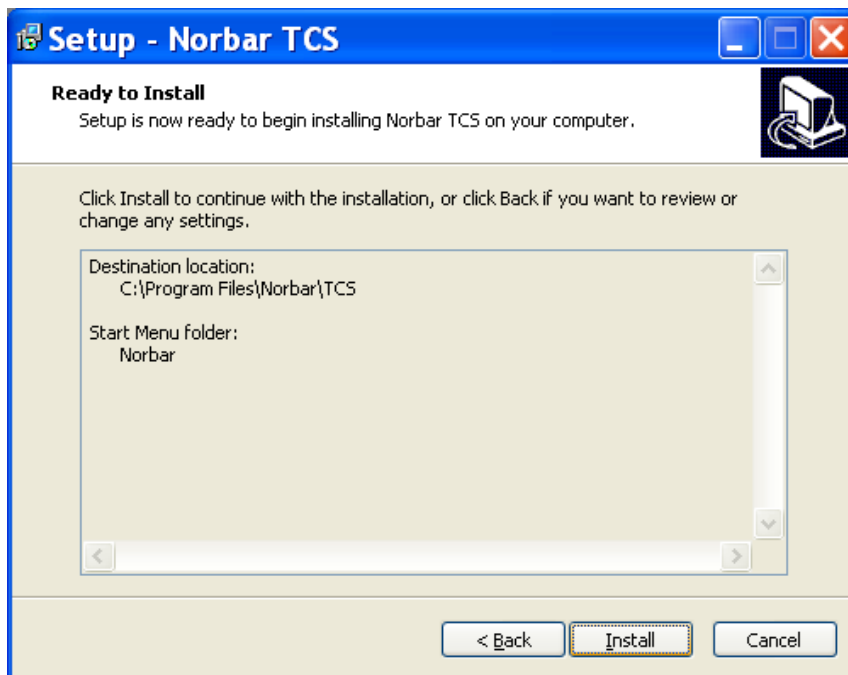 Setup - Norbar TCS
Ready to Install
Setup is now ready to begin installing Norbar TCS on your computer.
Click Install to continue with the installation, or click Back if you want to review or
change any settings.
Destination location:
C:\Program Files\Norbar\TCS
Start Menu folder:
Norbar
< Back
Install
Cancel